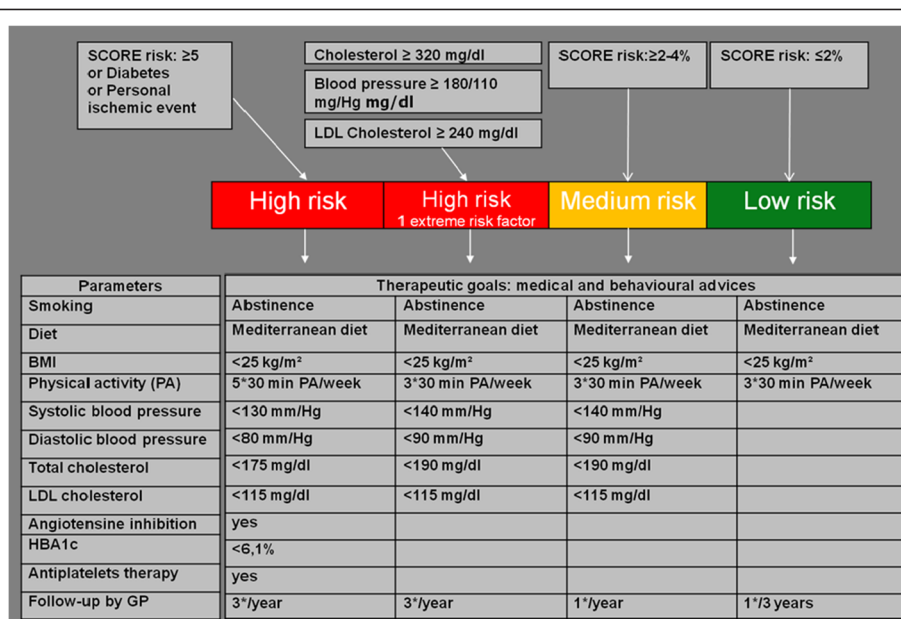 SCORE risk: ≥5
or Diabetes
or Personal
ischemic event
Cholesterol ≥ 320 mg/dl
Blood pressure ≥ 180/110
mg/Hg mg/dl
LDL Cholesterol ≥ 240 mg/dl
SCORE risk:≥2-4%
SCORE risk: ≤2%
High risk
High risk
1 extreme risk factor
Medium risk
Low risk
Parameters Therapeutic goals: medical and behavioural advices
Smoking Abstinence Abstinence Abstinence Abstinence
Diet Mediterranean diet Mediterranean diet Mediterranean diet Mediterranean diet
BMI <25 kg/m² <25 kg/m² <25 kg/m² <25 kg/m²
Physical activity (PA) 5*30 min PA/week 3*30 min PA/week 3*30 min PA/week 3*30 min PA/week
Systolic blood pressure <130 mm/Hg <140 mm/Hg <140 mm/Hg
Diastolic blood pressure <80 mm/Hg <90 mm/Hg <90 mm/Hg
Total cholesterol <175 mg/dl <190 mg/dl <190 mg/dl
LDL cholesterol <115 mg/dl <115 mg/dl <115 mg/dl
Angiotensine inhibition yes
HBA1c <6,1%
Antiplatelets therapy yes
Follow-up by GP 3*/year 3*/year 1*/year 1*/3 years